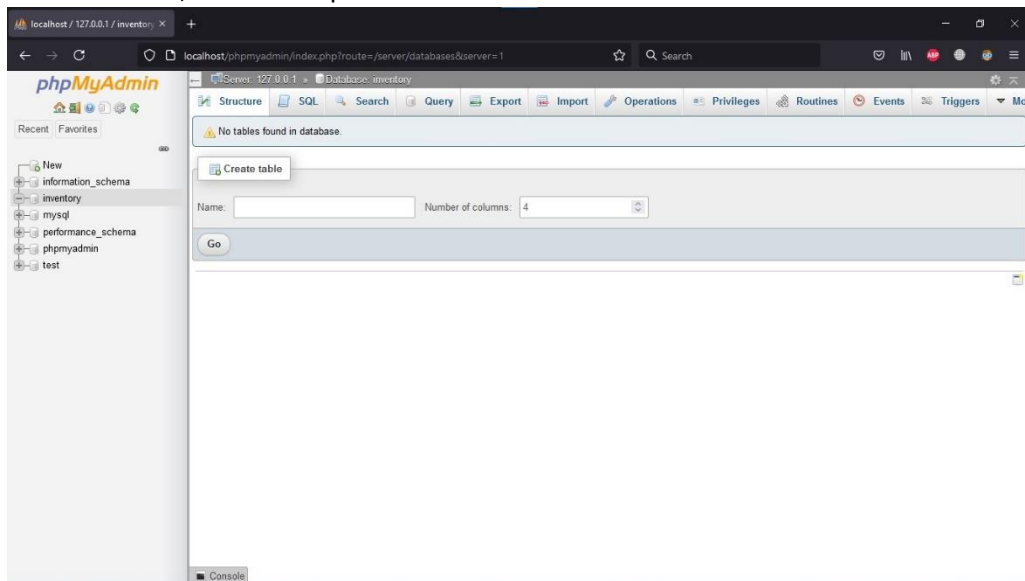 localhost / 127.0.0.1 / inventory
localhost/phpmyadmin/index.php?route=/server/databases&server=1
Search
phpMyAdmin
Recent Favorites
New
information_schema
inventory
mysql
performance_schema
phpmyadmin
test
Server: 127.0.0.1 » Database: inventory
Structure SQL Search Query Export Import Operations Privileges Routines Events Triggers Mo
No tables found in database.
Create table
Name: Number of columns: 4
Go
Console